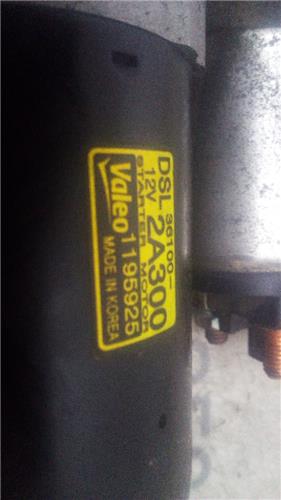 DSL 36100-
12V 2A300
STARTER MOTOR
Valeo 1195925
MADE IN KOREA